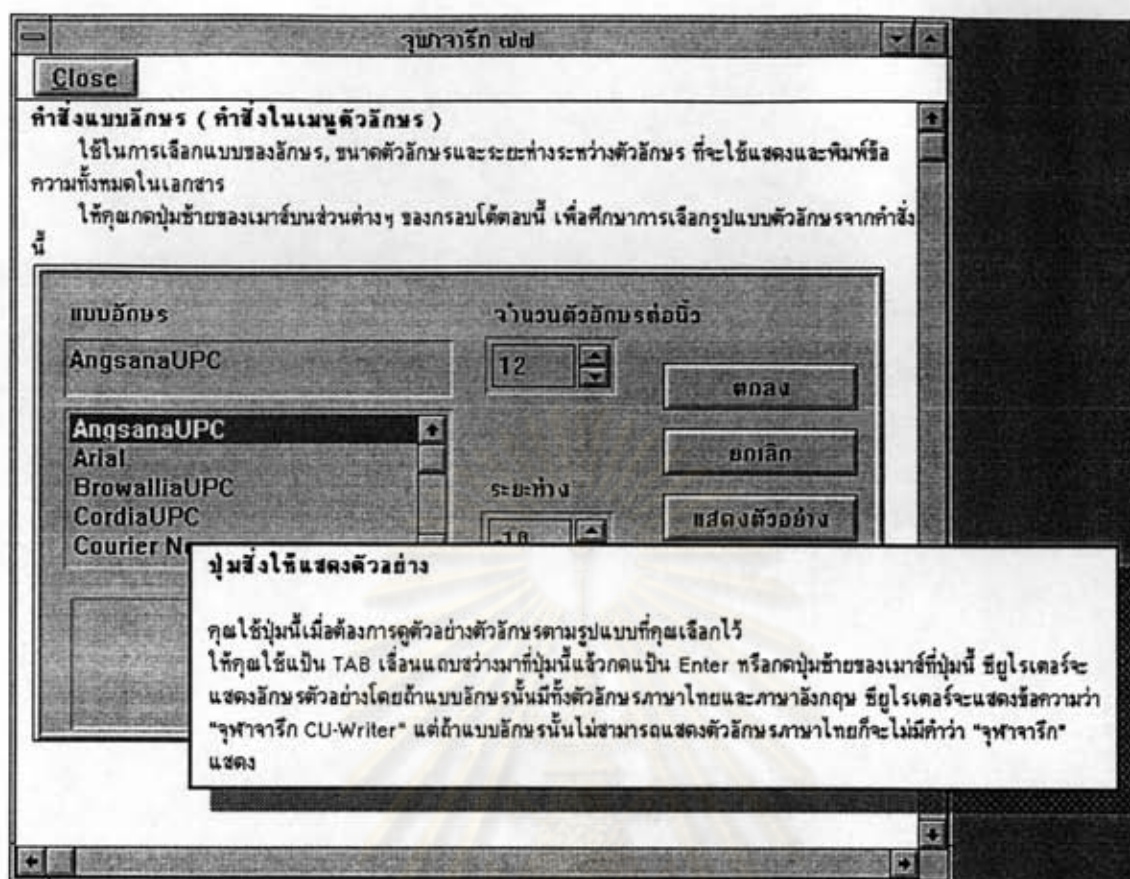 จุฬาจารึก ๗๗
Close
คำสั่งแบบอักษร ( คำสั่งในเมนูตัวอักษร )
ใช้ในการเลือกแบบของอักษร, ขนาดตัวอักษรและระยะห่างระหว่างตัวอักษร ที่จะใช้แสดงและพิมพ์ข้อ
ความทั้งหมดในเอกสาร
ให้คุณกดปุ่มซ้ายของเมาส์บนส่วนต่างๆ ของกรอบโต้ตอบนี้ เพื่อศึกษาการเลือกรูปแบบตัวอักษรจากคำสั่ง
นี้
แบบอักษร
จำนวนตัวอักษรต่อนิ้ว
AngsanaUPC
12
ตกลง
AngsanaUPC
Arial
ยกเลิก
BrowalliaUPC
ระยะห่าง
CordiaUPC
แสดงตัวอย่าง
Courier
ปุ่มสั่งให้แสดงตัวอย่าง
คุณใช้ปุ่มนี้เมื่อต้องการดูตัวอย่างตัวอักษรตามรูปแบบที่คุณเลือกไว้
ให้คุณใช้แป้น TAB เลื่อนแถบสว่างมาที่ปุ่มนี้แล้วกดแป้น Enter หรือกดปุ่มซ้ายของเมาส์ที่ปุ่มนี้ ซียูไรเตอร์จะ
แสดงอักษรตัวอย่างโดยถ้าแบบอักษรนั้นมีทั้งตัวอักษรภาษาไทยและภาษาอังกฤษ ซียูไรเตอร์จะแสดงข้อความว่า
"จุฬาจารึก CU-Writer" แต่ถ้าแบบอักษรนั้นไม่สามารถแสดงตัวอักษรภาษาไทยก็จะไม่มีคำว่า "จุฬาจารึก"
แสดง